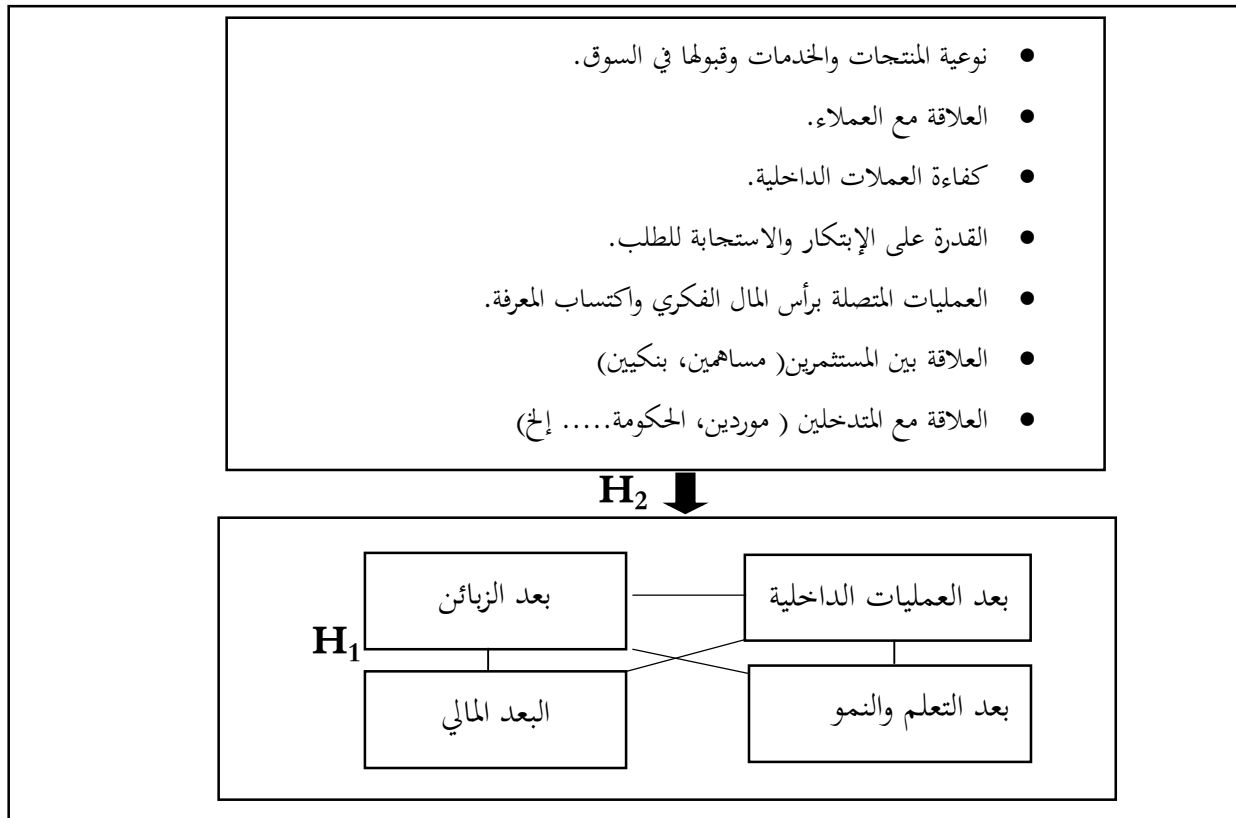 ● نوعية المنتجات والخدمات وقبولها في السوق.
● العلاقة مع العملاء.
● كفاءة العملات الداخلية.
● القدرة على الإبتكار والاستجابة للطلب.
● العمليات المتصلة برأس المال الفكري واكتساب المعرفة.
● العلاقة بين المستثمرين( مساهمين، بنكيين)
● العلاقة مع المتدخلين ( موردين، الحكومة..... إلخ)
H₂
بعد العمليات الداخلية
بعد الزبائن
H₁
بعد التعلم والنمو
البعد المالي